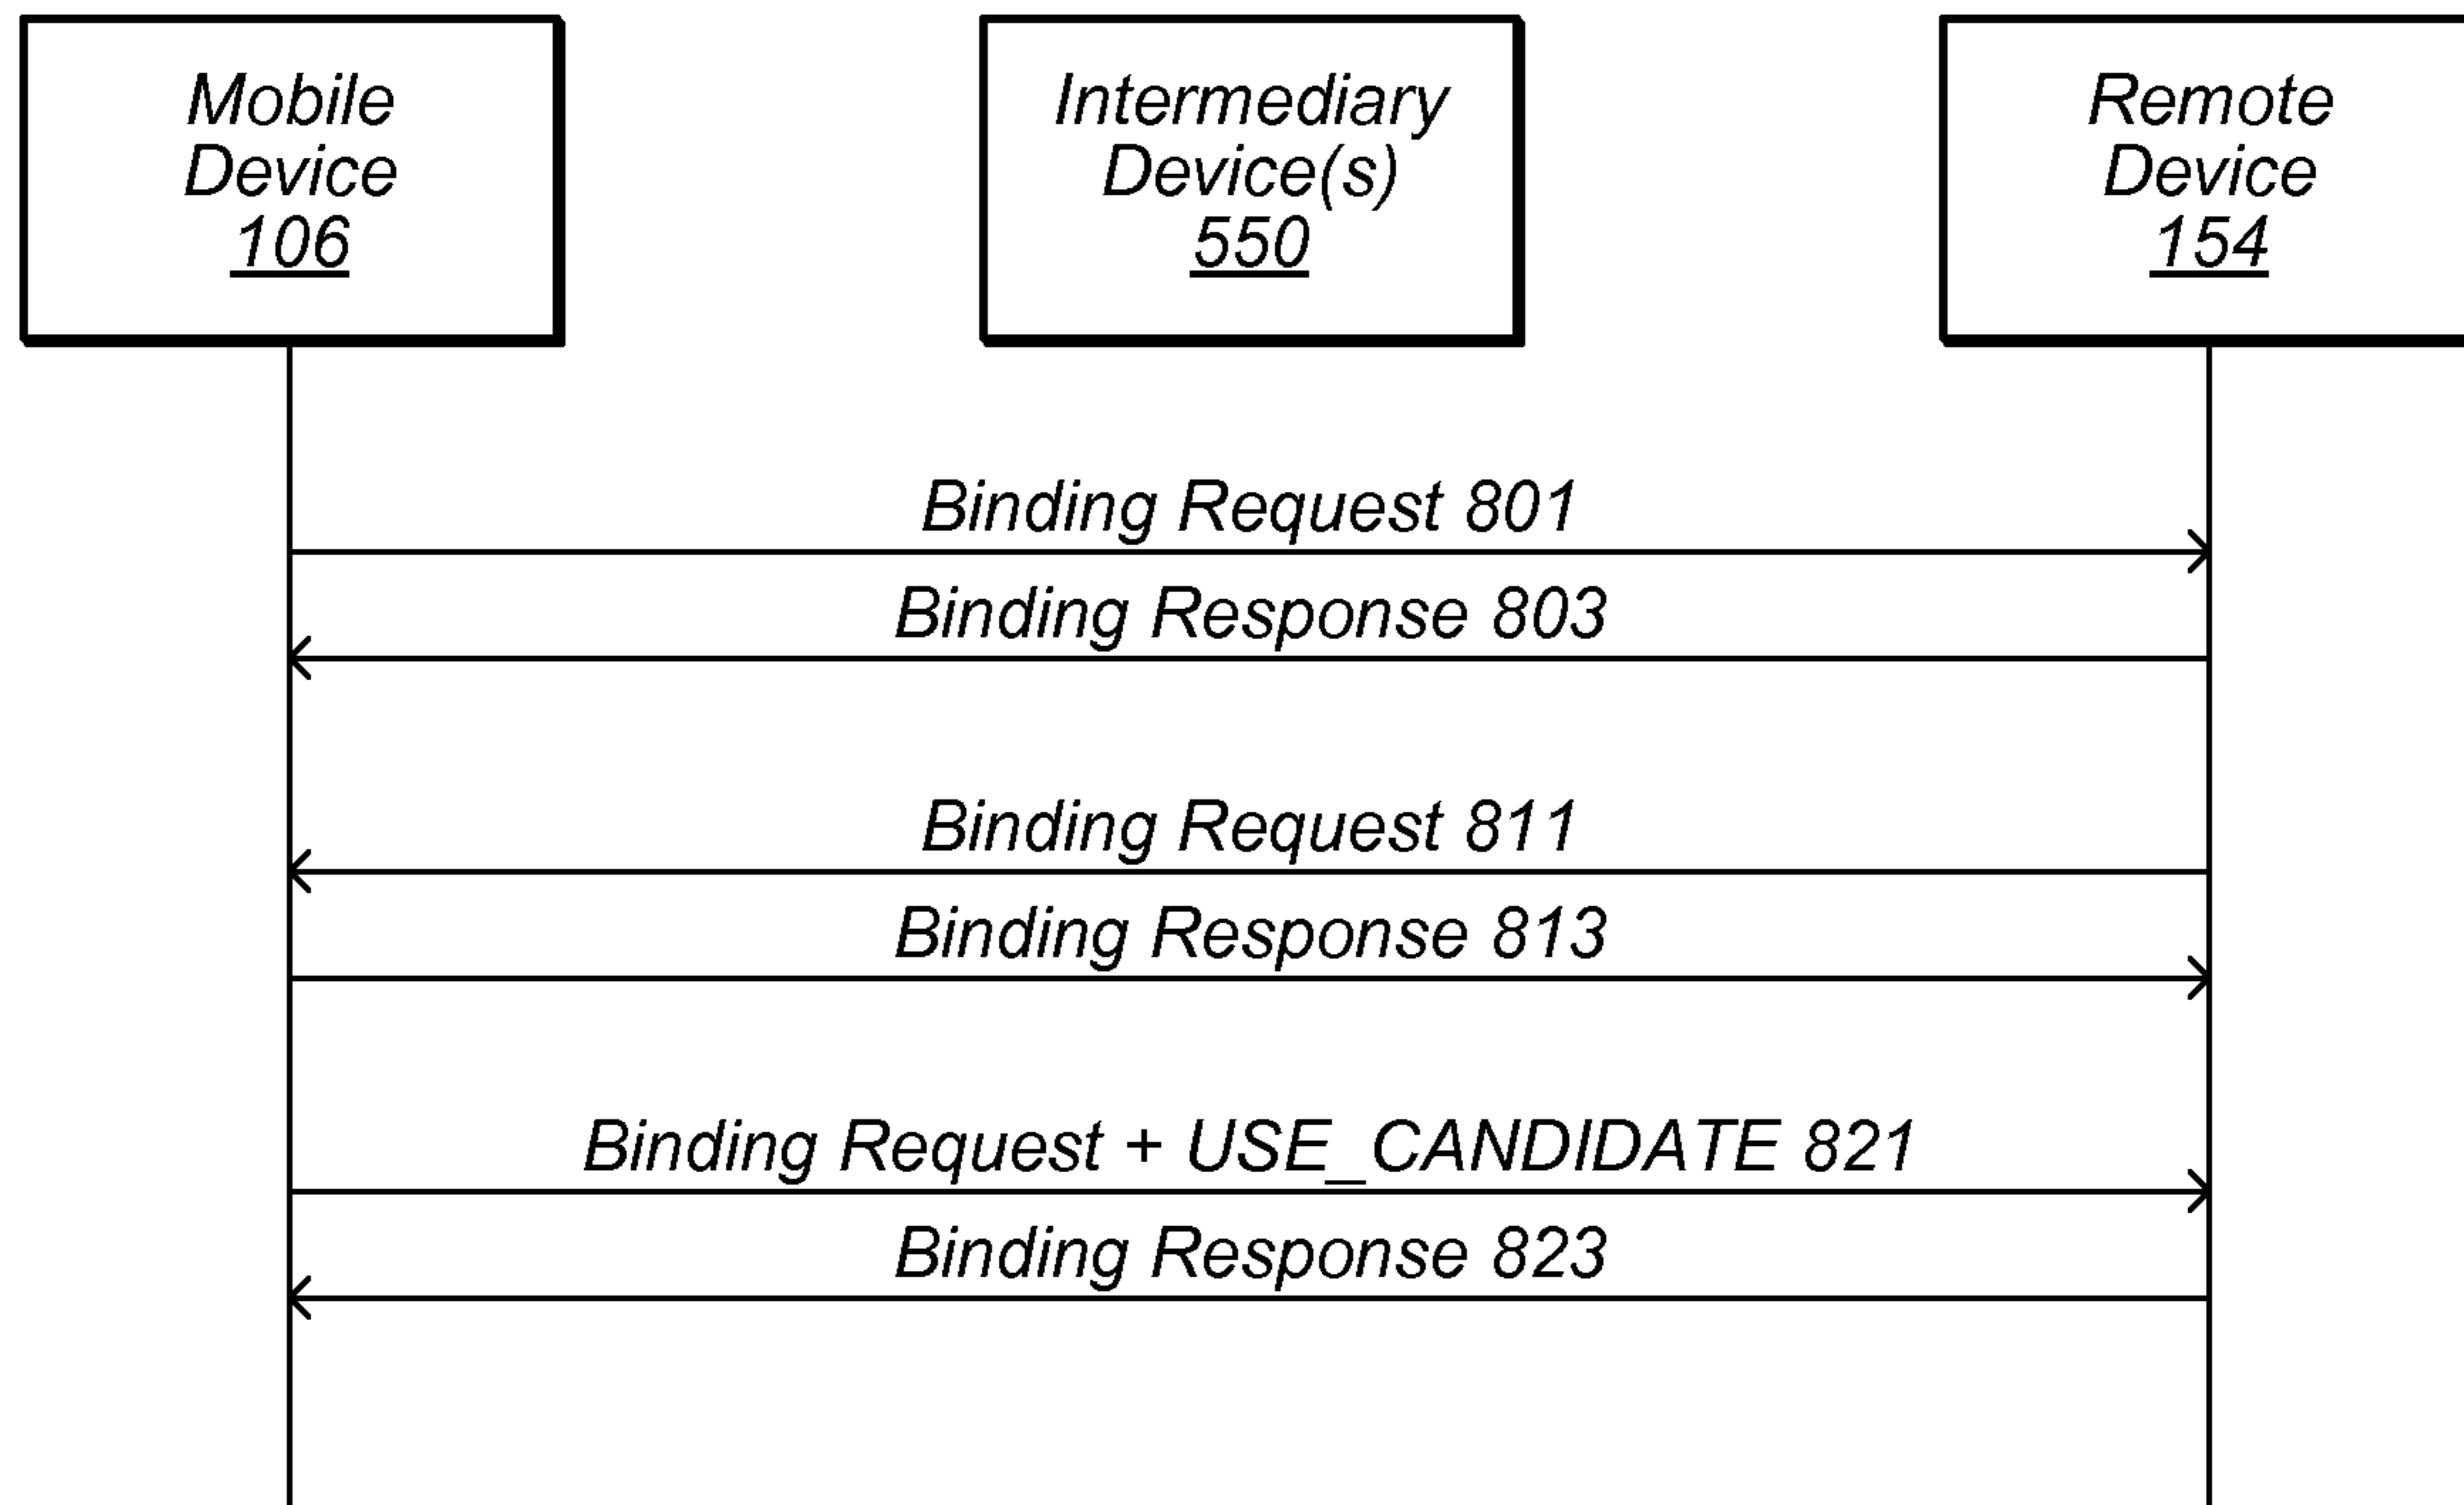 Mobile
Device
106
Intermediary
Device(s)
550
Remote
Device
154
Binding Request 801
Binding Response 803
Binding Request 811
Binding Response 813
Binding Request + USE_CANDIDATE 821
Binding Response 823